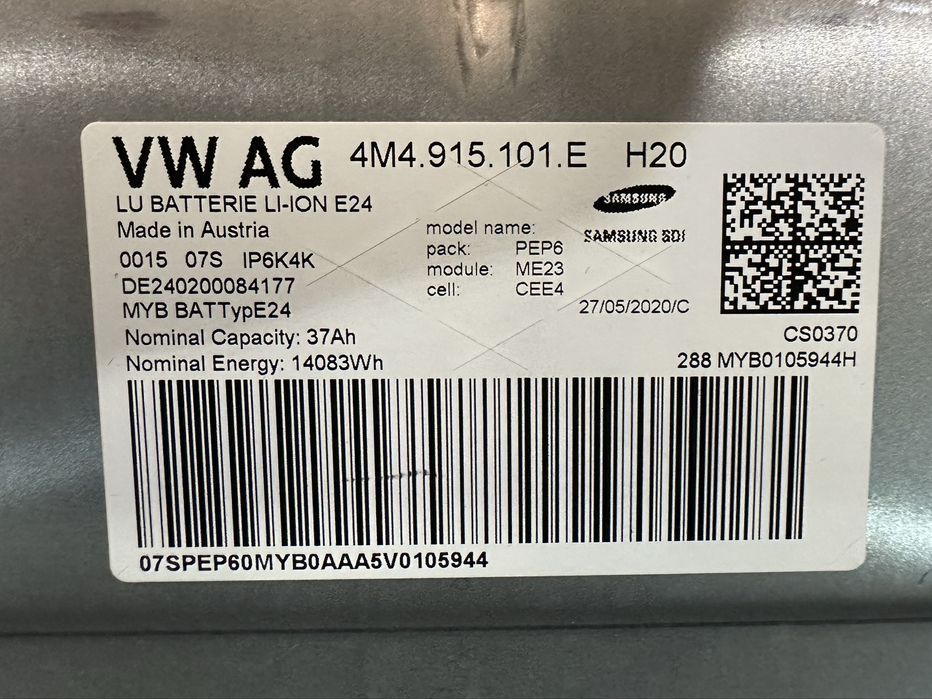 VW AG 4M4.915.101.E H20
LU BATTERIE LI-ION E24
Made in Austria
0015 07S IP6K4K
DE240200084177
MYB BATTypE24
Nominal Capacity: 37Ah
Nominal Energy: 14083Wh
model name:
pack: PEP6
module: ME23
cell: CEE4
SAMSUNG
SAMSUNG SDI
27/05/2020/C
CS0370
288 MYB0105944H
07SPEP60MYB0AAA5V0105944